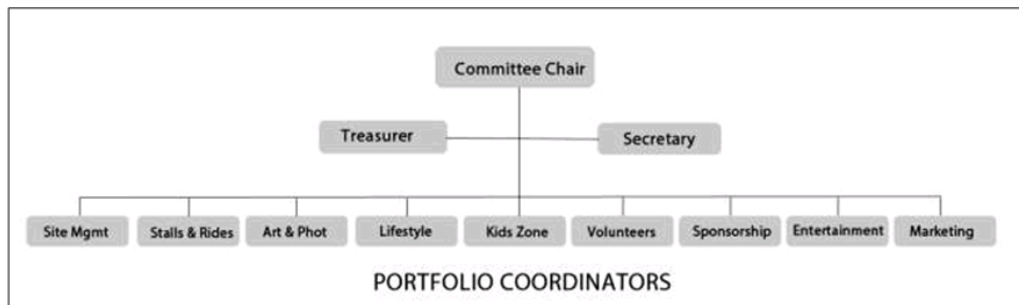 Committee Chair
Treasurer
Secretary
Site Mgmt
Stalls & Rides
Art & Phot
Lifestyle
Kids Zone
Volunteers
Sponsorship
Entertainment
Marketing
PORTFOLIO COORDINATORS